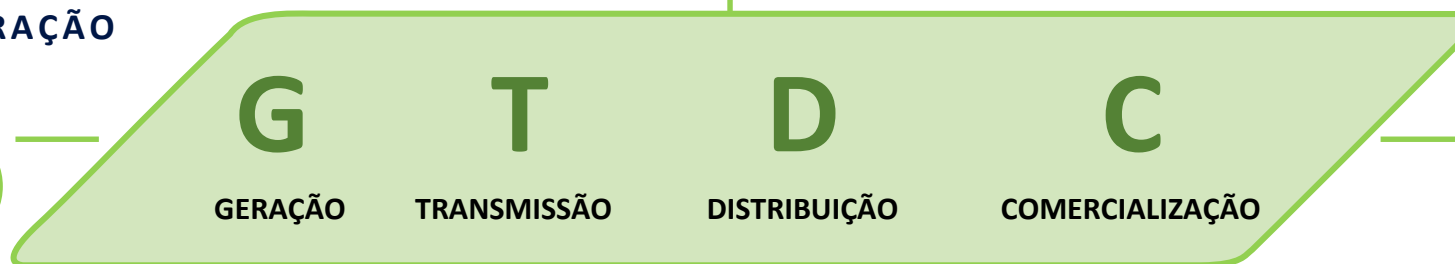 RAÇÃO
G T D C
GERAÇÃO TRANSMISSÃO DISTRIBUIÇÃO COMERCIALIZAÇÃO